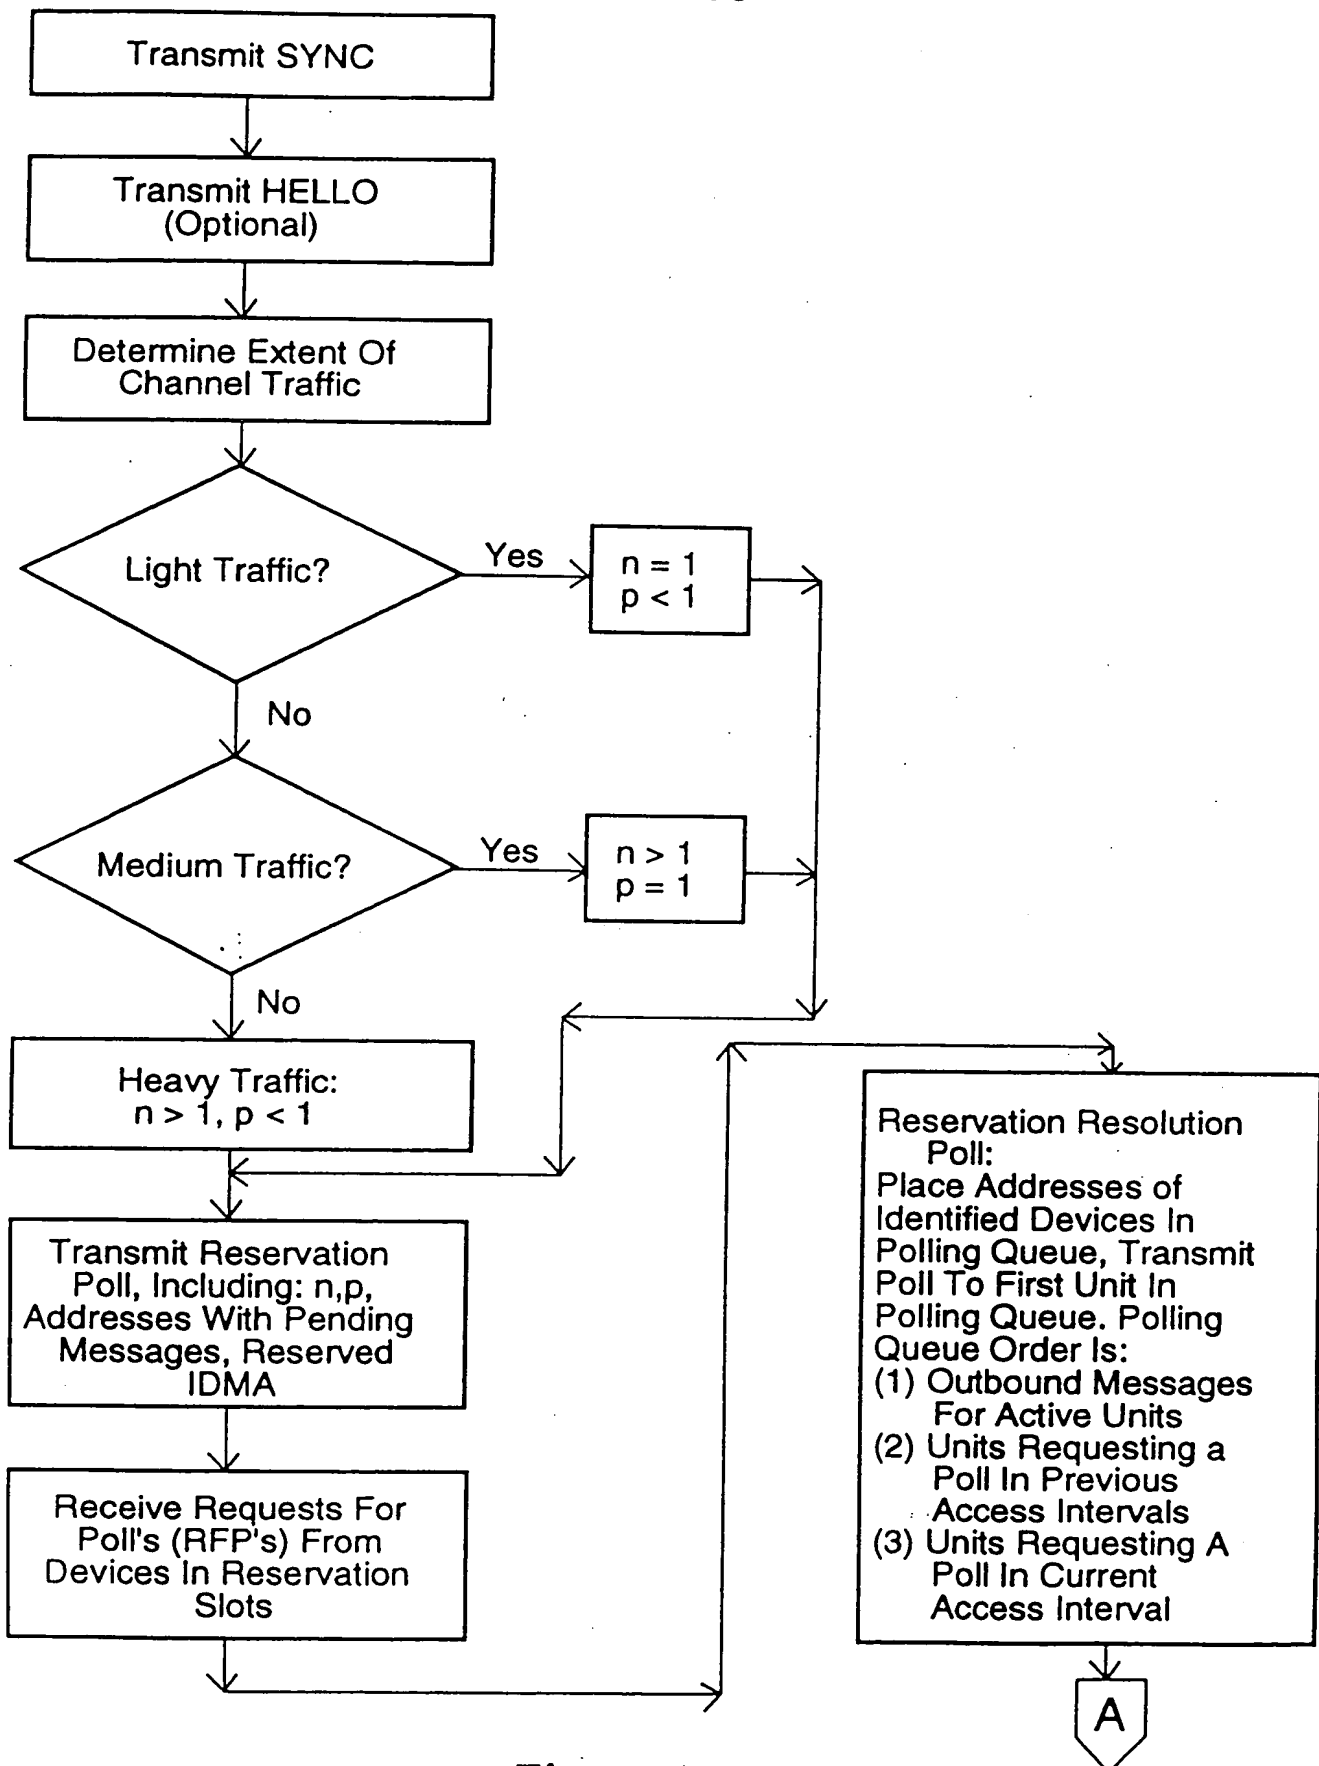 Transmit SYNC
Transmit HELLO
(Optional)
Determine Extent Of
Channel Traffic
Light Traffic?
Yes
n = 1
p < 1
No
Medium Traffic?
Yes
n > 1
p = 1
No
Heavy Traffic:
n > 1, p < 1
Transmit Reservation
Poll, Including: n,p,
Addresses With Pending
Messages, Reserved
IDMA
Receive Requests For
Poll's (RFP's) From
Devices In Reservation
Slots
Reservation Resolution
Poll:
Place Addresses of
Identified Devices In
Polling Queue, Transmit
Poll To First Unit In
Polling Queue. Polling
Queue Order Is:
(1) Outbound Messages
For Active Units
(2) Units Requesting a
Poll In Previous
Access Intervals
(3) Units Requesting A
Poll In Current
Access Interval
A